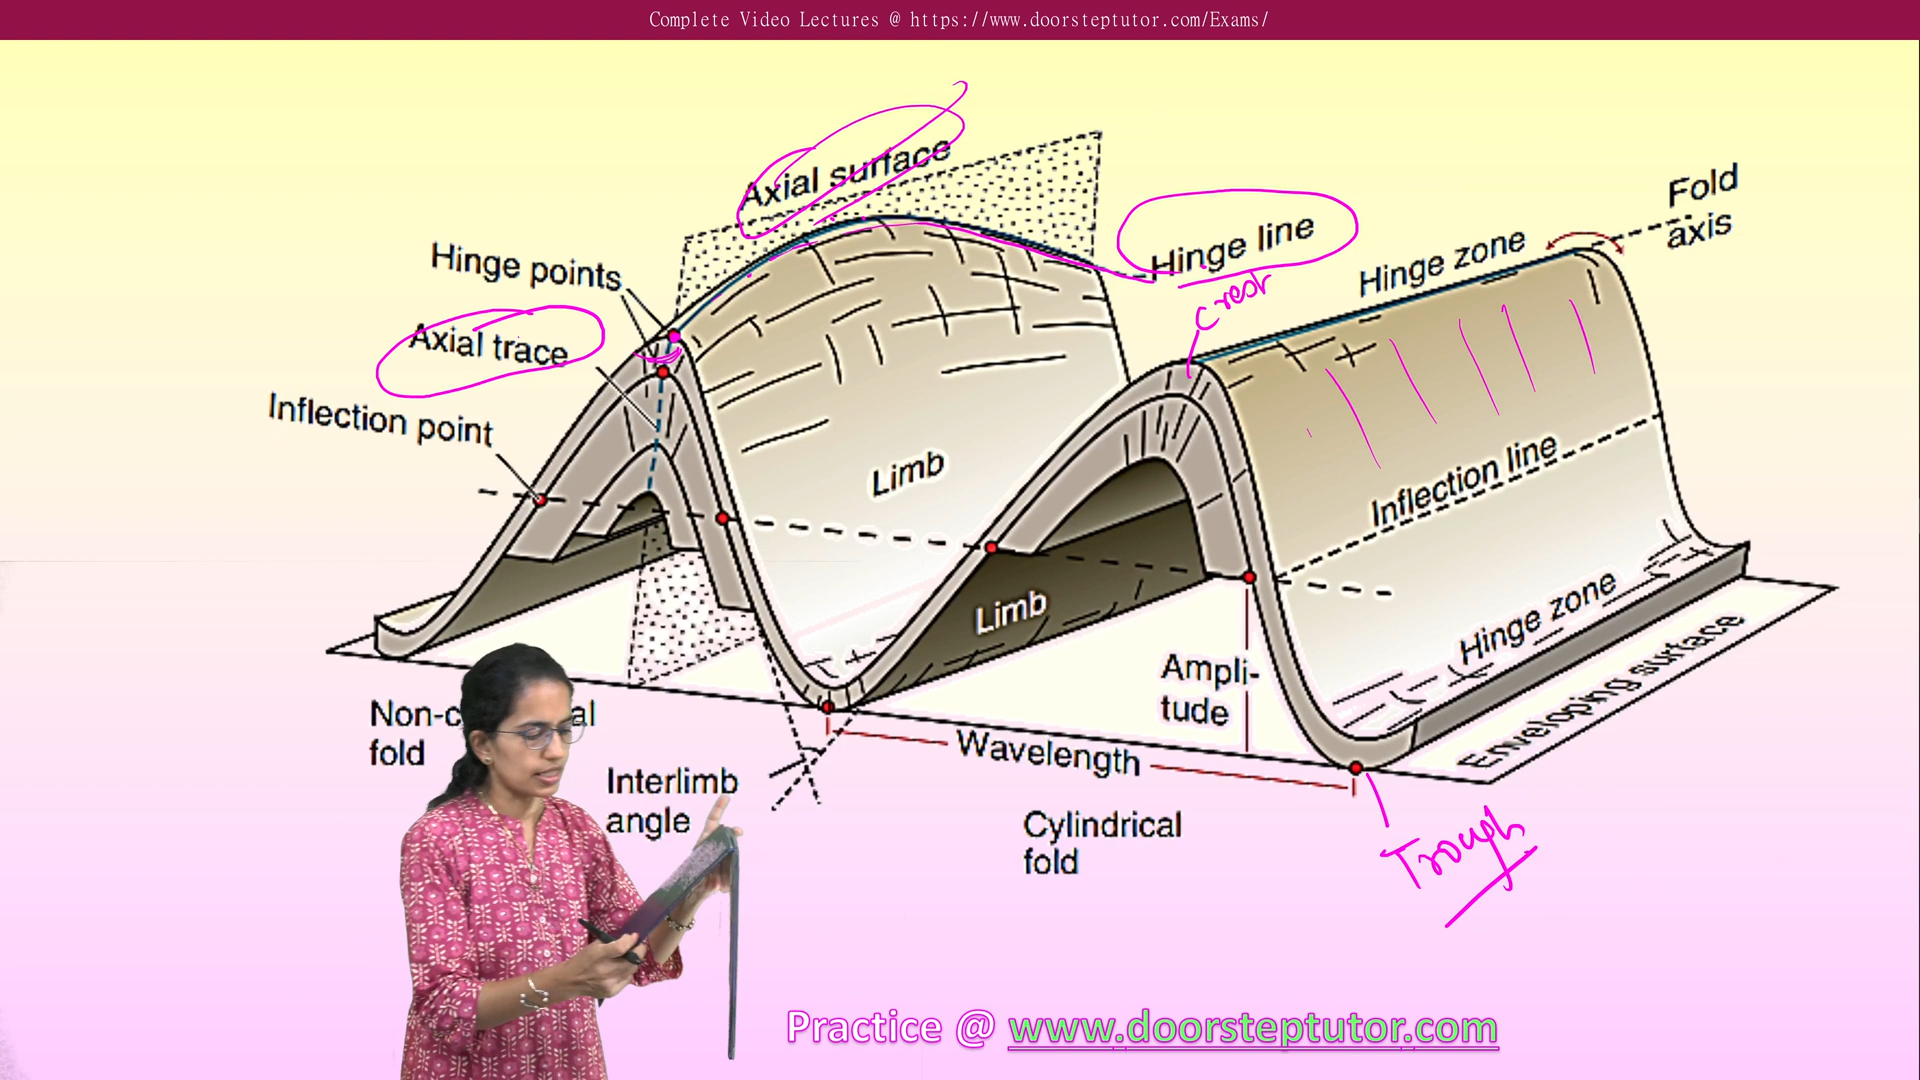 Complete Video Lectures @ https://www.doorsteptutor.com/Exams/
Axial surface
Fold
axis
Hinge line
Hinge zone
Hinge points
Crest
Axial trace
Inflection point
Limb
Inflection line
Limb
Hinge zone
Ampli-
tude
Enveloping surface
Non-c al
fold
Wavelength
Interlimb
angle
Cylindrical
fold
Trough
Practice @ www.doorsteptutor.com